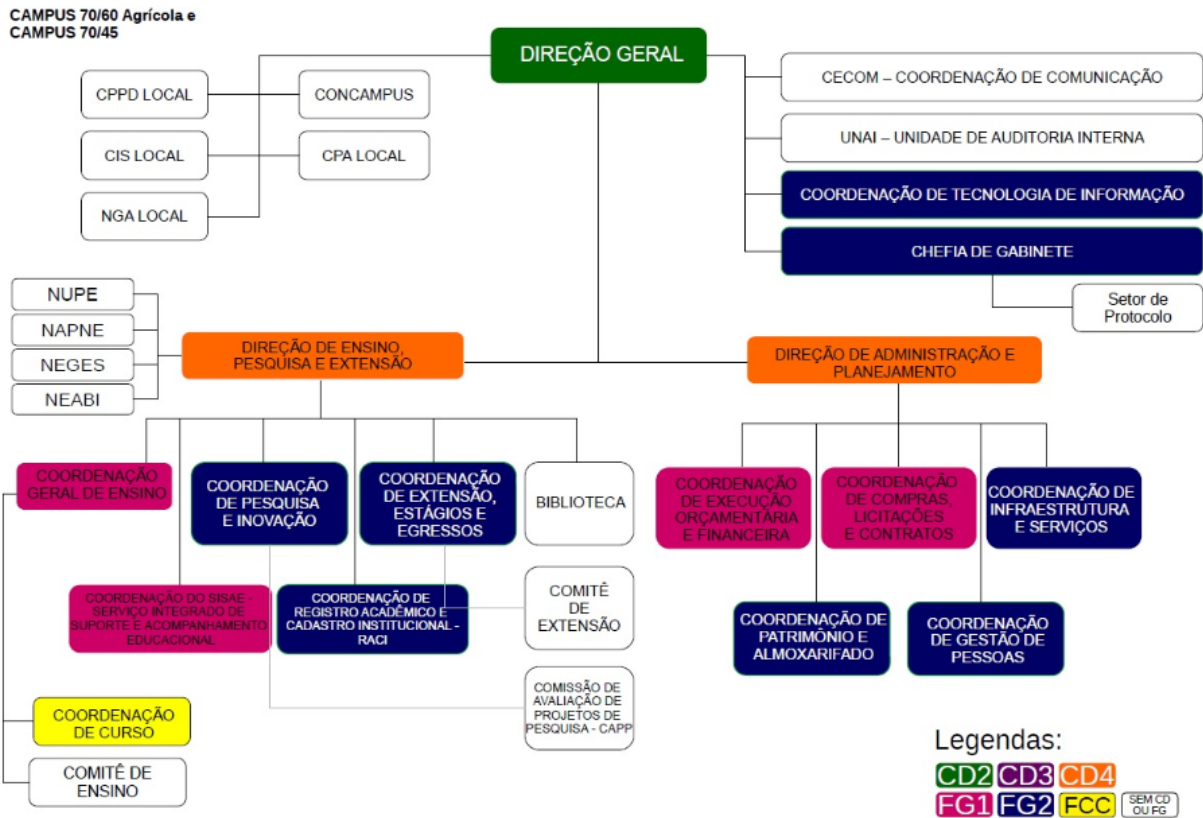 CAMPUS 70/60 Agrícola e
CAMPUS 70/45
DIREÇÃO GERAL
CPPD LOCAL
CONCAMPUS
CIS LOCAL
CPA LOCAL
NGA LOCAL
CECOM – COORDENAÇÃO DE COMUNICAÇÃO
UNAI – UNIDADE DE AUDITORIA INTERNA
COORDENAÇÃO DE TECNOLOGIA DE INFORMAÇÃO
CHEFIA DE GABINETE
Setor de
Protocolo
NUPE
NAPNE
NEGES
NEABI
DIREÇÃO DE ENSINO,
PESQUISA E EXTENSÃO
DIREÇÃO DE ADMINISTRAÇÃO E
PLANEJAMENTO
COORDENAÇÃO
GERAL DE ENSINO
COORDENAÇÃO
DE PESQUISA
E INOVAÇÃO
COORDENAÇÃO
DE EXTENSÃO,
ESTÁGIOS E
EGRESSOS
BIBLIOTECA
COORDENAÇÃO
DE EXECUÇÃO
ORÇAMENTÁRIA
E FINANCEIRA
COORDENAÇÃO
DE COMPRAS,
LICITAÇÕES
E CONTRATOS
COORDENAÇÃO DE
INFRAESTRUTURA
E SERVIÇOS
COORDENAÇÃO DO SISAE -
SERVIÇO INTEGRADO DE
SUPORTE E ACOMPANHAMENTO
EDUCACIONAL
COORDENAÇÃO DE
REGISTRO ACADÊMICO E
CADASTRO INSTITUCIONAL -
RACI
COMITÊ
DE
EXTENSÃO
COORDENAÇÃO DE
PATRIMÔNIO E
ALMOXARIFADO
COORDENAÇÃO
DE GESTÃO DE
PESSOAS
COMISSÃO DE
AVALIAÇÃO DE
PROJETOS DE
PESQUISA - CAPP
COORDENAÇÃO
DE CURSO
COMITÊ DE
ENSINO
Legendas:
CD2 CD3 CD4
FG1 FG2 FCC SEM CD
OU FG